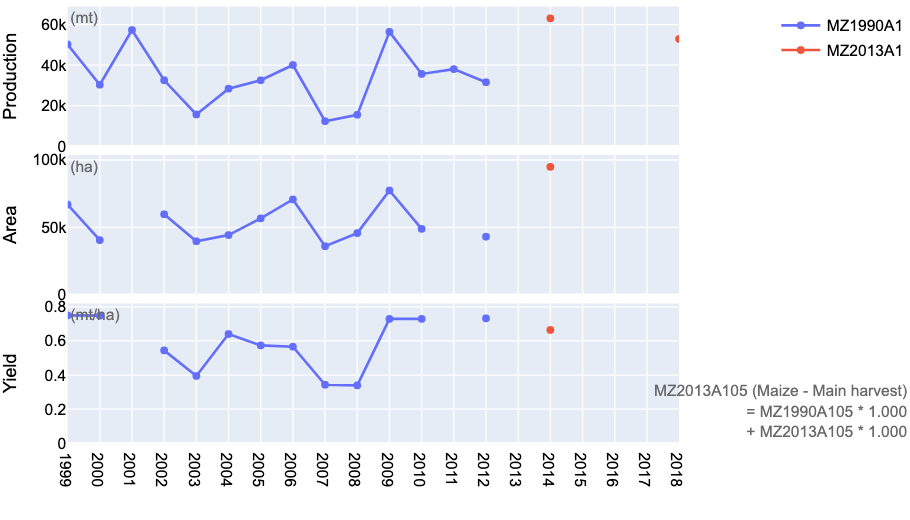 Production
(mt)
60k
40k
20k
0
Area
(ha)
100k
50k
0
Yield
(mt/ha)
0.8
0.6
0.4
0.2
0
1999
2000
2001
2002
2003
2004
2005
2006
2007
2008
2009
2010
2011
2012
2013
2014
2015
2016
2017
2018
MZ1990A1
MZ2013A1
MZ2013A105 (Maize - Main harvest)
= MZ1990A105 * 1.000
+ MZ2013A105 * 1.000